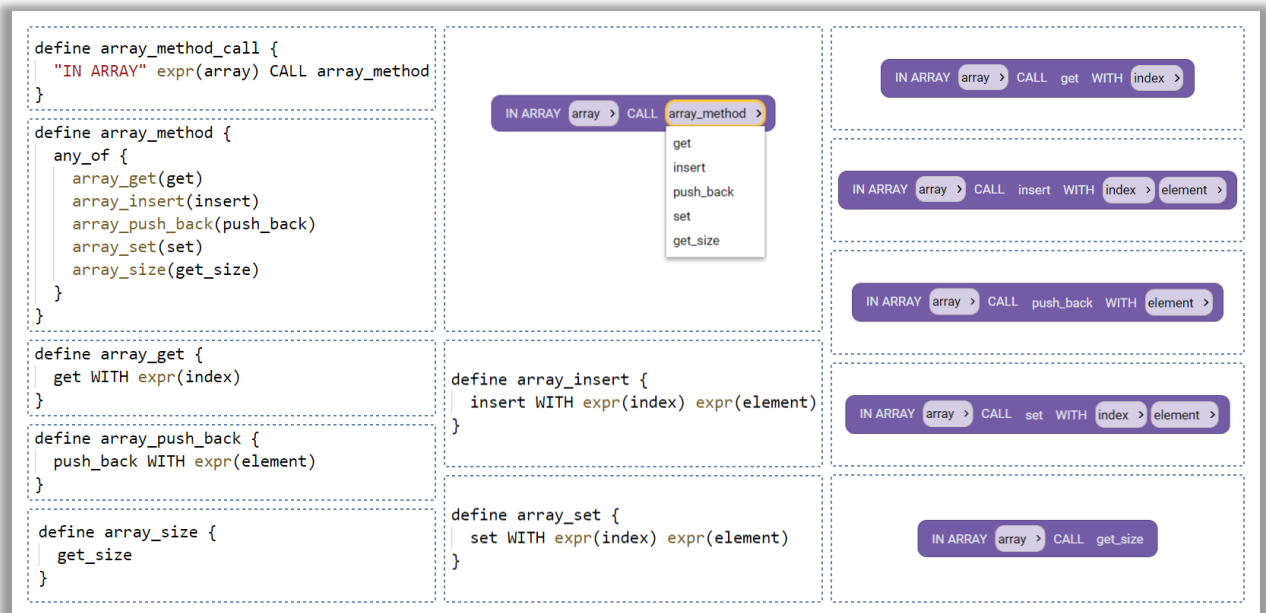 define array_method_call {
"IN ARRAY" expr(array) CALL array_method
}
define array_method {
any_of {
array_get(get)
array_insert(insert)
array_push_back(push_back)
array_set(set)
array_size(get_size)
}
}
define array_get {
get WITH expr(index)
}
define array_push_back {
push_back WITH expr(element)
}
define array_size {
get_size
}
IN ARRAY array > CALL array_method >
get
insert
push_back
set
get_size
define array_insert {
insert WITH expr(index) expr(element)
}
define array_set {
set WITH expr(index) expr(element)
}
IN ARRAY array > CALL get WITH index >
IN ARRAY array > CALL insert WITH index > element >
IN ARRAY array > CALL push_back WITH element >
IN ARRAY array > CALL set WITH index > element >
IN ARRAY array > CALL get_size